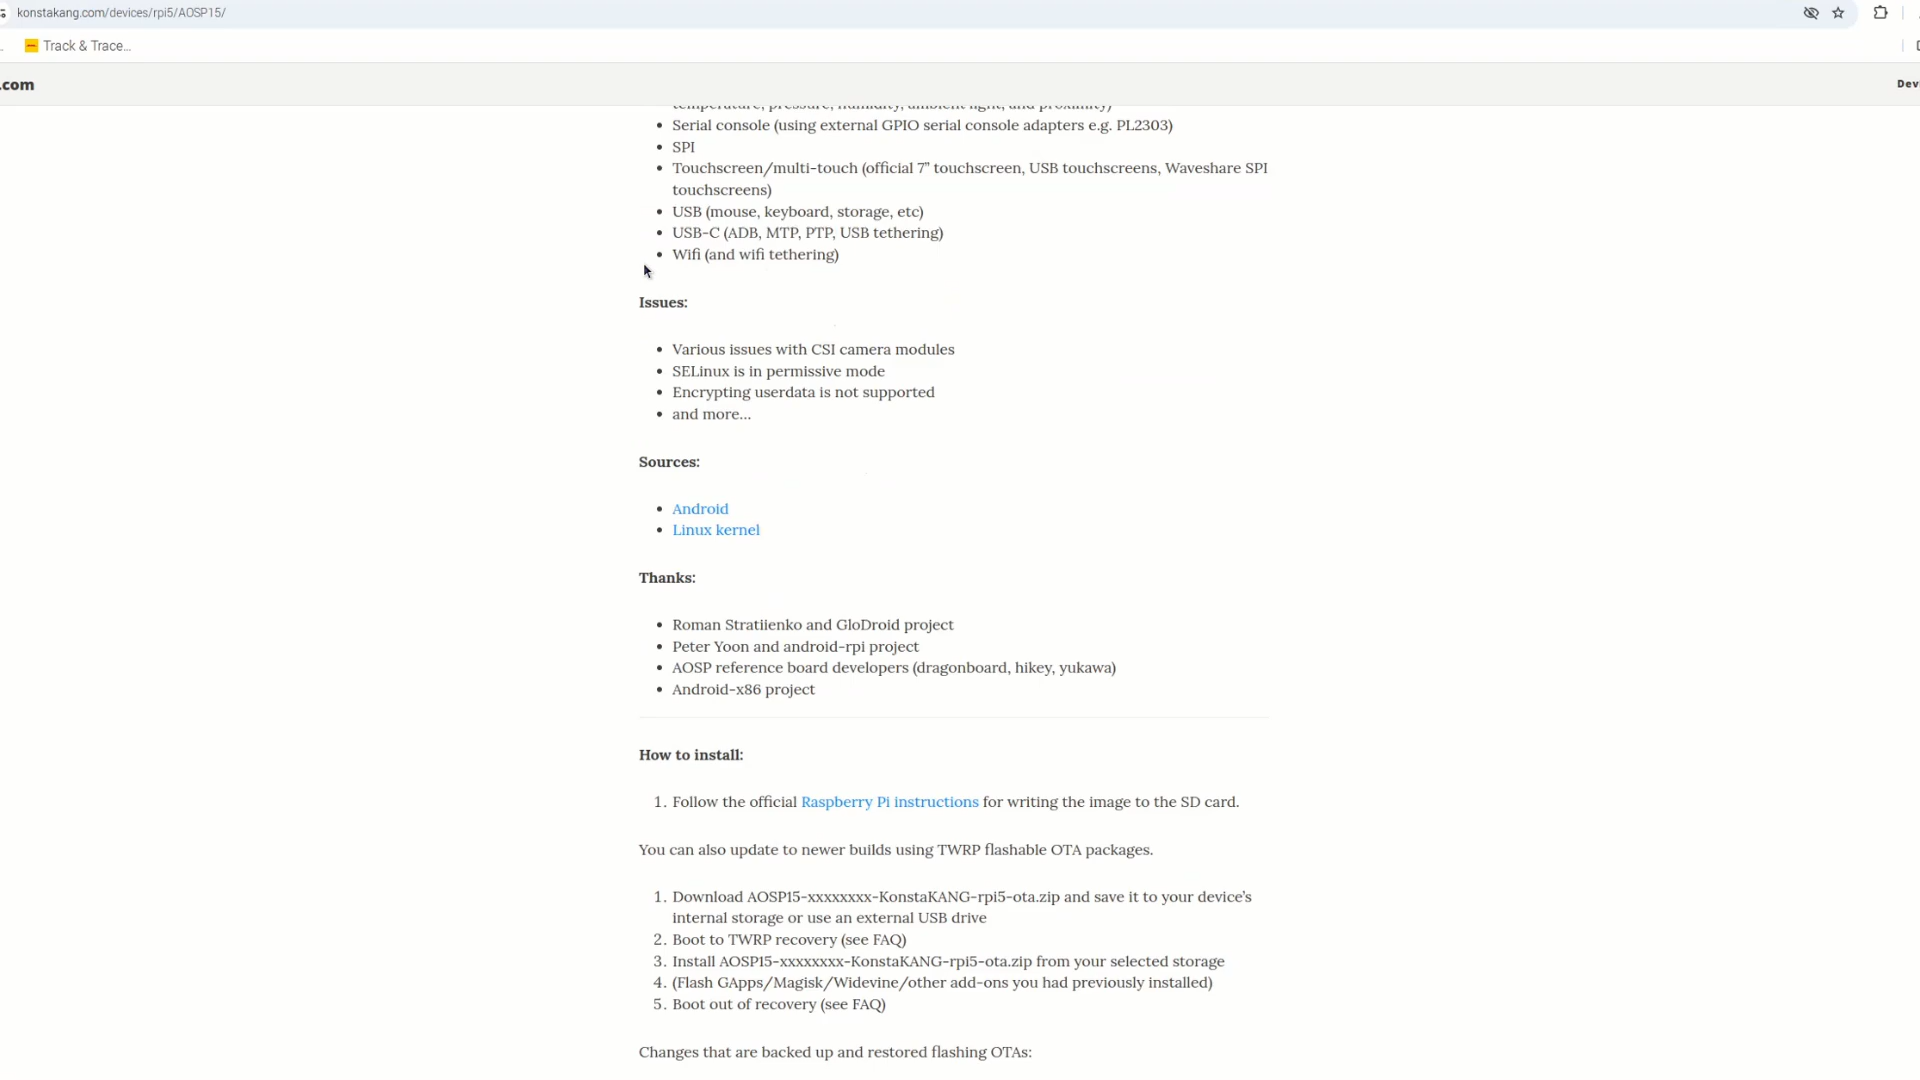 konstakang.com/devices/rpi5/AOSP15/
Track & Trace...
.com
Dev
temperature, pressure, humidity, ambient light, and proximity)
Serial console (using external GPIO serial console adapters e.g. PL2303)
SPI
Touchscreen/multi-touch (official 7” touchscreen, USB touchscreens, Waveshare SPI
touchscreens)
USB (mouse, keyboard, storage, etc)
USB-C (ADB, MTP, PTP, USB tethering)
Wifi (and wifi tethering)
Issues:
Various issues with CSI camera modules
SELinux is in permissive mode
Encrypting userdata is not supported
and more…
Sources:
Android
Linux kernel
Thanks:
Roman Stratiienko and GloDroid project
Peter Yoon and android-rpi project
AOSP reference board developers (dragonboard, hikey, yukawa)
Android-x86 project
How to install:
1. Follow the official Raspberry Pi instructions for writing the image to the SD card.
You can also update to newer builds using TWRP flashable OTA packages.
1. Download AOSP15-xxxxxxxx-KonstaKANG-rpi5-ota.zip and save it to your device’s
internal storage or use an external USB drive
2. Boot to TWRP recovery (see FAQ)
3. Install AOSP15-xxxxxxxx-KonstaKANG-rpi5-ota.zip from your selected storage
4. (Flash GApps/Magisk/Widevine/other add-ons you had previously installed)
5. Boot out of recovery (see FAQ)
Changes that are backed up and restored flashing OTAs: